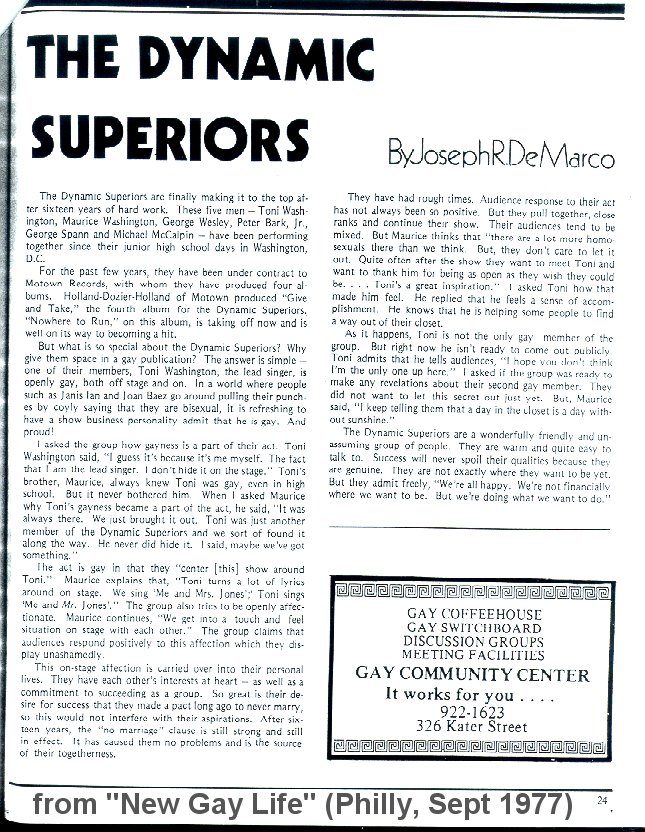 THE DYNAMIC
SUPERIORS
By Joseph R. DeMarco
The Dynamic Superiors are finally making it to the top af-
ter sixteen years of hard work. These five men — Toni Wash-
ington, Maurice Washington, George Wesley, Peter Bark, Jr.,
George Spann and Michael McCalpin — have been performing
together since their junior high school days in Washington,
D.C.
For the past few years, they have been under contract to
Motown Records, with whom they have produced four al-
bums. Holland-Dozier-Holland of Motown produced "Give
and Take," the fourth album for the Dynamic Superiors.
"Nowhere to Run," on this album, is taking off now and is
well on its way to becoming a hit.
But what is so special about the Dynamic Superiors? Why
give them space in a gay publication? The answer is simple —
one of their members, Toni Washington, the lead singer, is
openly gay, both off stage and on. In a world where people
such as Janis Ian and Joan Baez go around pulling their punch-
es by coyly saying that they are bisexual, it is refreshing to
have a show business personality admit that he is gay. And
proud!
I asked the group how gayness is a part of their act. Toni
Washington said, "I guess it's because it's me myself. The fact
that I am the lead singer. I don't hide it on the stage." Toni's
brother, Maurice, always knew Toni was gay, even in high
school. But it never bothered him. When I asked Maurice
why Toni's gayness became a part of the act, he said, "It was
always there. We just brought it out. Toni was just another
member of the Dynamic Superiors and we sort of found it
along the way. He never did hide it. I said, maybe we've got
something."
The act is gay in that they "center [this] show around
Toni." Maurice explains that, "Toni turns a lot of lyrics
around on stage. We sing 'Me and Mrs. Jones';' Toni sings
'Me and Mr. Jones'." The group also tries to be openly affec-
tionate. Maurice continues, "We get into a touch and feel
situation on stage with each other." The group claims that
audiences respond positively to this affection which they dis-
play unashamedly.
This on-stage affection is carried over into their personal
lives. They have each other's interests at heart — as well as a
commitment to succeeding as a group. So great is their de-
sire for success that they made a pact long ago to never marry,
so this would not interfere with their aspirations. After six-
teen years, the "no marriage" clause is still strong and still
in effect. It has caused them no problems and is the source
of their togetherness.
They have had rough times. Audience response to their act
has not always been so positive. But they pull together, close
ranks and continue their show. Their audiences tend to be
mixed. But Maurice thinks that "there are a lot more homo-
sexuals there than we think. But, they don't care to let it
out. Quite often after the show they want to meet Toni and
want to thank him for being as open as they wish they could
be. . . . Toni's a great inspiration." I asked Toni how that
made him feel. He replied that he feels a sense of accom-
plishment. He knows that he is helping some people to find
a way out of their closet.
As it happens, Toni is not the only gay member of the
group. But right now he isn't ready to come out publicly.
Toni admits that he tells audiences, "I hope you don't think
I'm the only one up here." I asked if the group was ready to
make any revelations about their second gay member. They
did not want to let this secret out just yet. But, Maurice
said, "I keep telling them that a day in the closet is a day with-
out sunshine."
The Dynamic Superiors are a wonderfully friendly and un-
assuming group of people. They are warm and quite easy to
talk to. Success will never spoil their qualities because they
are genuine. They are not exactly where they want to be yet.
But they admit freely, "We're all happy. We're not financially
where we want to be. But we're doing what we want to do."
GAY COFFEEHOUSE
GAY SWITCHBOARD
DISCUSSION GROUPS
MEETING FACILITIES
GAY COMMUNITY CENTER
It works for you . . . .
922-1623
326 Kater Street
24
from "New Gay Life" (Philly, Sept 1977)